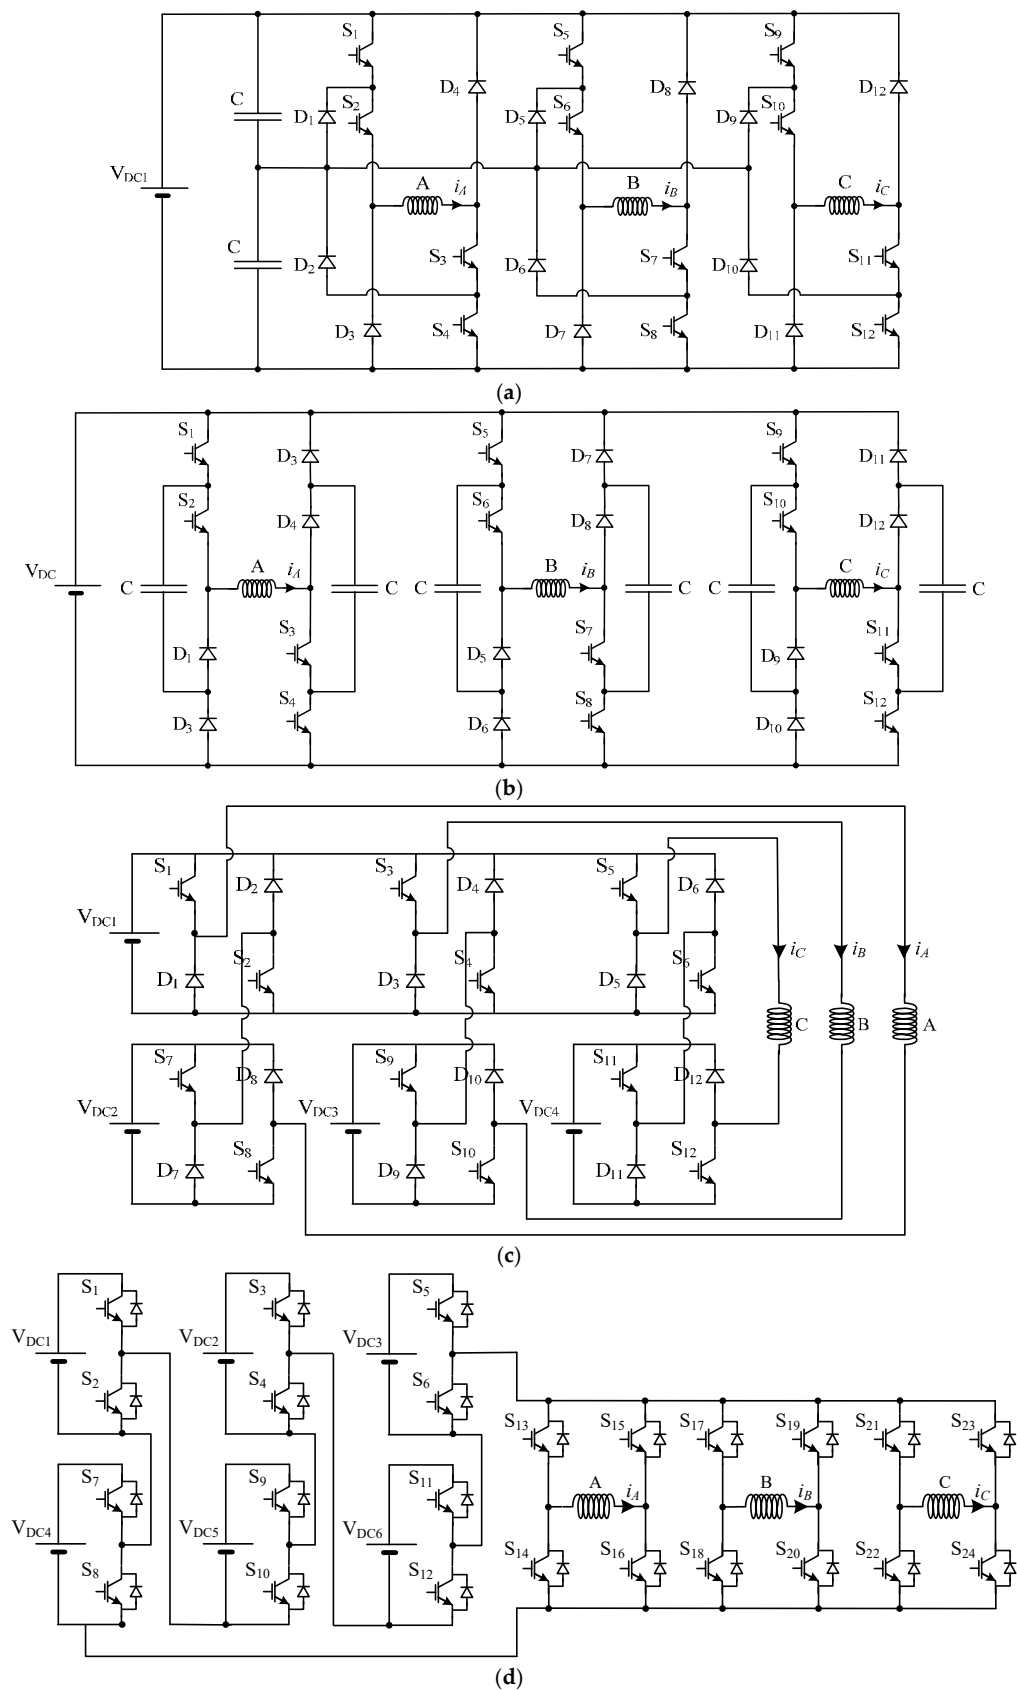 S1 S5 S9
D4 D8 D12
C D1 S2 D5 S6 D9 S10
VDC1
A iA B iB C iC
C D2 S3 D6 S7 D10 S11
D3 S4 D7 S8 D11 S12
(a)
S1 S5 S9
D3 D7 D11
S2 D4 S6 D8 S10 D12
VDC
C A iA C C B iB C C C iC C
D1 S3 D5 S7 D9 S11
D3 S4 D6 S8 D10 S12
(b)
S1 D2 S3 D4 S5 D6
VDC1
D1 S2 D3 S4 D5 S6
iC iB iA
C B A
S7 D8 S9 D10 S11 D12
VDC2 VDC3 VDC4
D7 S8 D9 S10 D11 S12
(c)
S1 S3 S5
VDC1 VDC2 VDC3
S2 S4 S6
S13 S15 S17 S19 S21 S23
S7 S9 S11
A iA B iB C iC
VDC4 VDC5 VDC6
S14 S16 S18 S20 S22 S24
S8 S10 S12
(d)